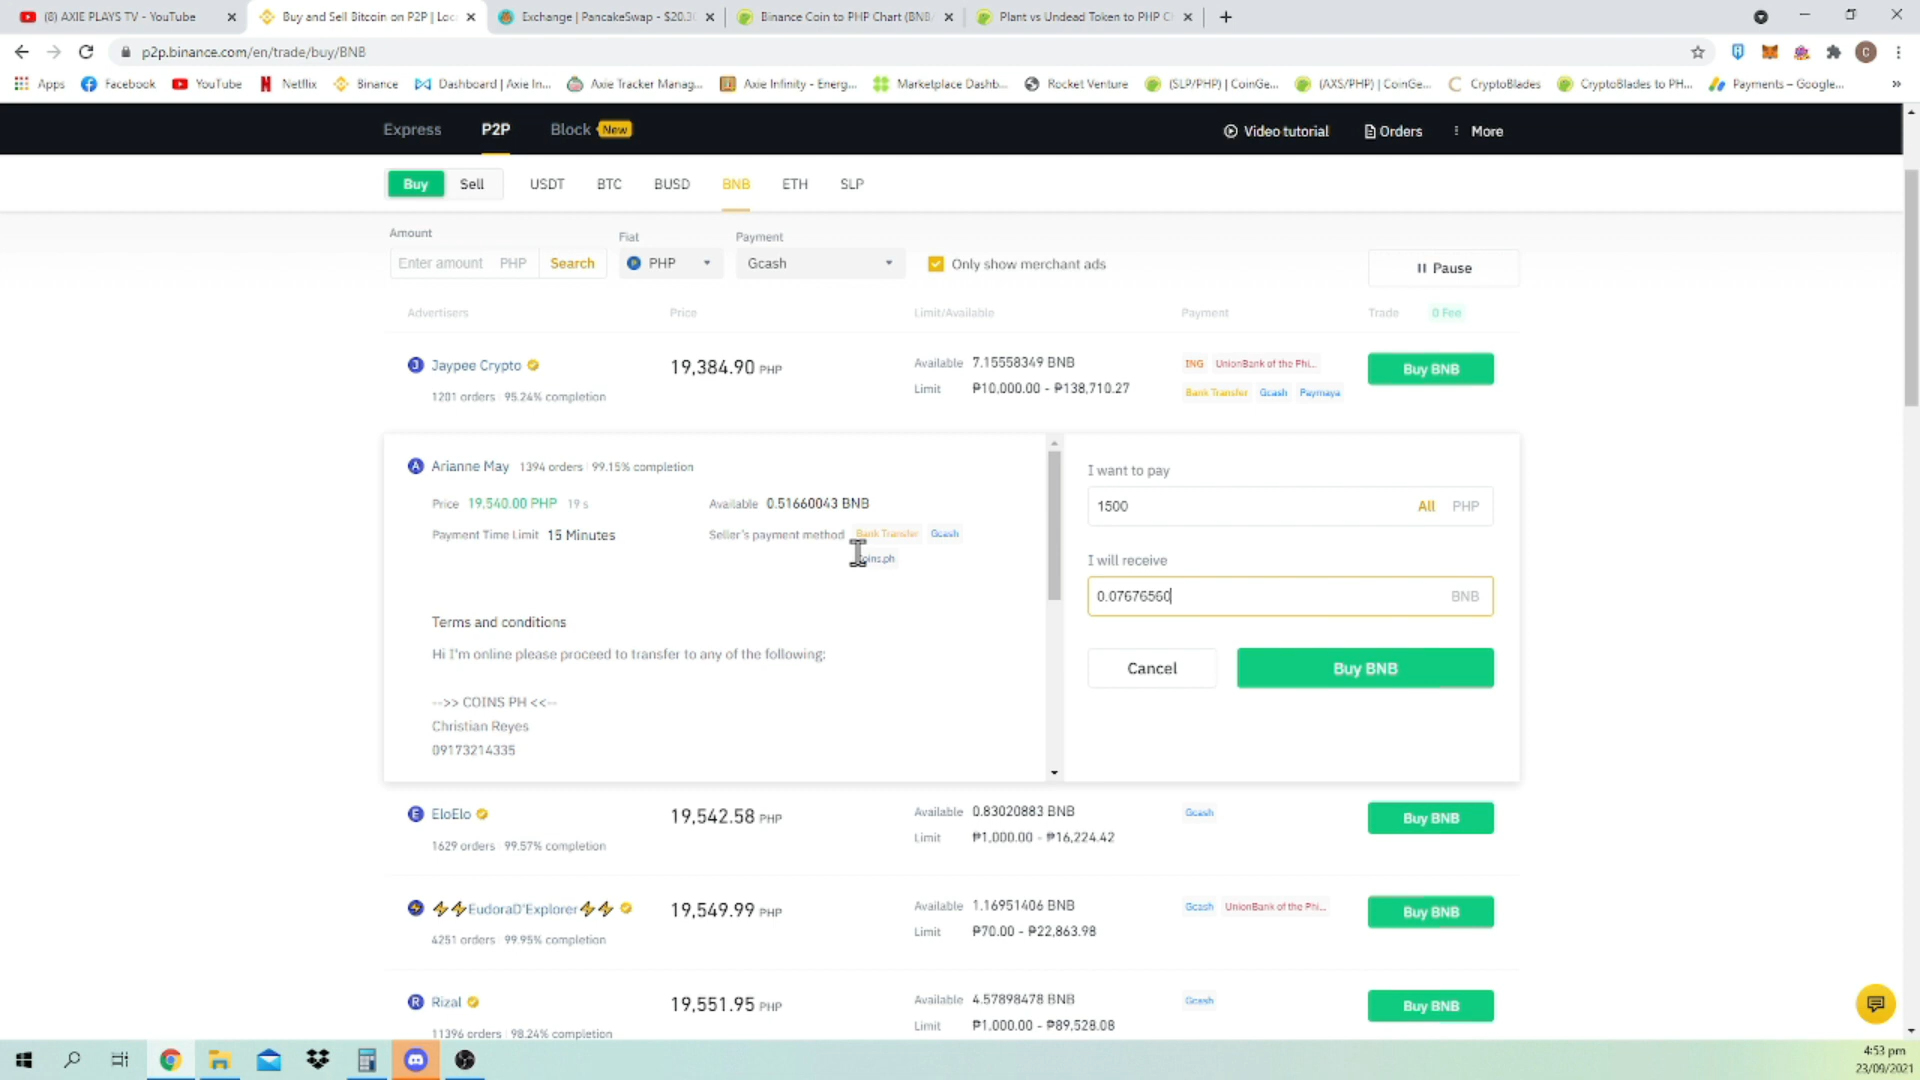 (8) AXIE PLAYS TV - YouTube
Buy and Sell Bitcoin on P2P | Loc
Exchange | PancakeSwap - $20.3
Binance Coin to PHP Chart (BNB/
Plant vs Undead Token to PHP C
p2p.binance.com/en/trade/buy/BNB
C
Apps
Facebook
YouTube
Netflix
Binance
Dashboard | Axie In...
Axie Tracker Manag...
Axie Infinity - Energ...
Marketplace Dashb...
Rocket Venture
(SLP/PHP) | CoinGe...
(AXS/PHP) | CoinGe...
CryptoBlades
CryptoBlades to PH...
Payments – Google...
»
Express
P2P
Block New
Video tutorial
Orders
More
Buy
Sell
USDT
BTC
BUSD
BNB
ETH
SLP
Amount
Fiat
Payment
Enter amount PHP Search
PHP
Gcash
Only show merchant ads
Pause
Advertisers
Price
Limit/Available
Payment
Trade 0 Fee
J Jaypee Crypto
1201 orders | 95.24% completion
19,384.90 PHP
Available 7.15558349 BNB
Limit ₱10,000.00 - ₱138,710.27
ING UnionBank of the Phi...
Bank Transfer Gcash Paymaya
Buy BNB
A Arianne May 1394 orders | 99.15% completion
Price 19,540.00 PHP 19 s
Available 0.51660043 BNB
Payment Time Limit 15 Minutes
Seller's payment method Bank Transfer Gcash
Coins.ph
Terms and conditions
Hi I'm online please proceed to transfer to any of the following:
-->> COINS PH <<--
Christian Reyes
09173214335
I want to pay
1500 All PHP
I will receive
0.07676560 BNB
Cancel
Buy BNB
E EloElo
1629 orders | 99.57% completion
19,542.58 PHP
Available 0.83020883 BNB
Limit ₱1,000.00 - ₱16,224.42
Gcash
Buy BNB
⚡⚡EudoraD'Explorer⚡⚡
4251 orders | 99.95% completion
19,549.99 PHP
Available 1.16951406 BNB
Limit ₱70.00 - ₱22,863.98
Gcash UnionBank of the Phi...
Buy BNB
R Rizal
11396 orders | 98.24% completion
19,551.95 PHP
Available 4.57898478 BNB
Limit ₱1,000.00 - ₱89,528.08
Gcash
Buy BNB
4:53 pm
23/09/2021